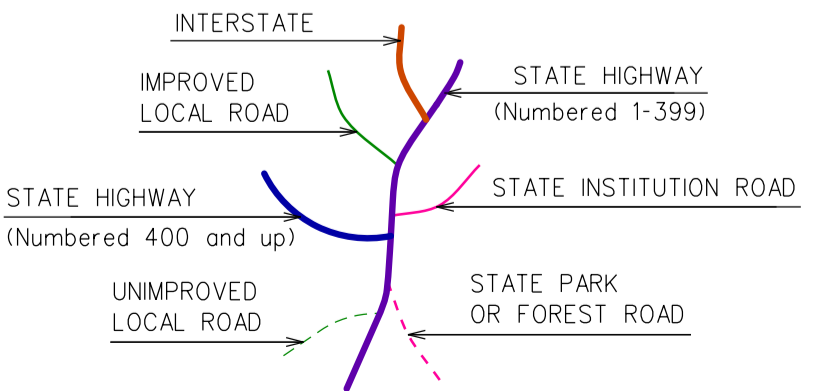 INTERSTATE
STATE HIGHWAY
(Numbered 1-399)
IMPROVED
LOCAL ROAD
STATE INSTITUTION ROAD
STATE HIGHWAY
(Numbered 400 and up)
STATE PARK
OR FOREST ROAD
UNIMPROVED
LOCAL ROAD